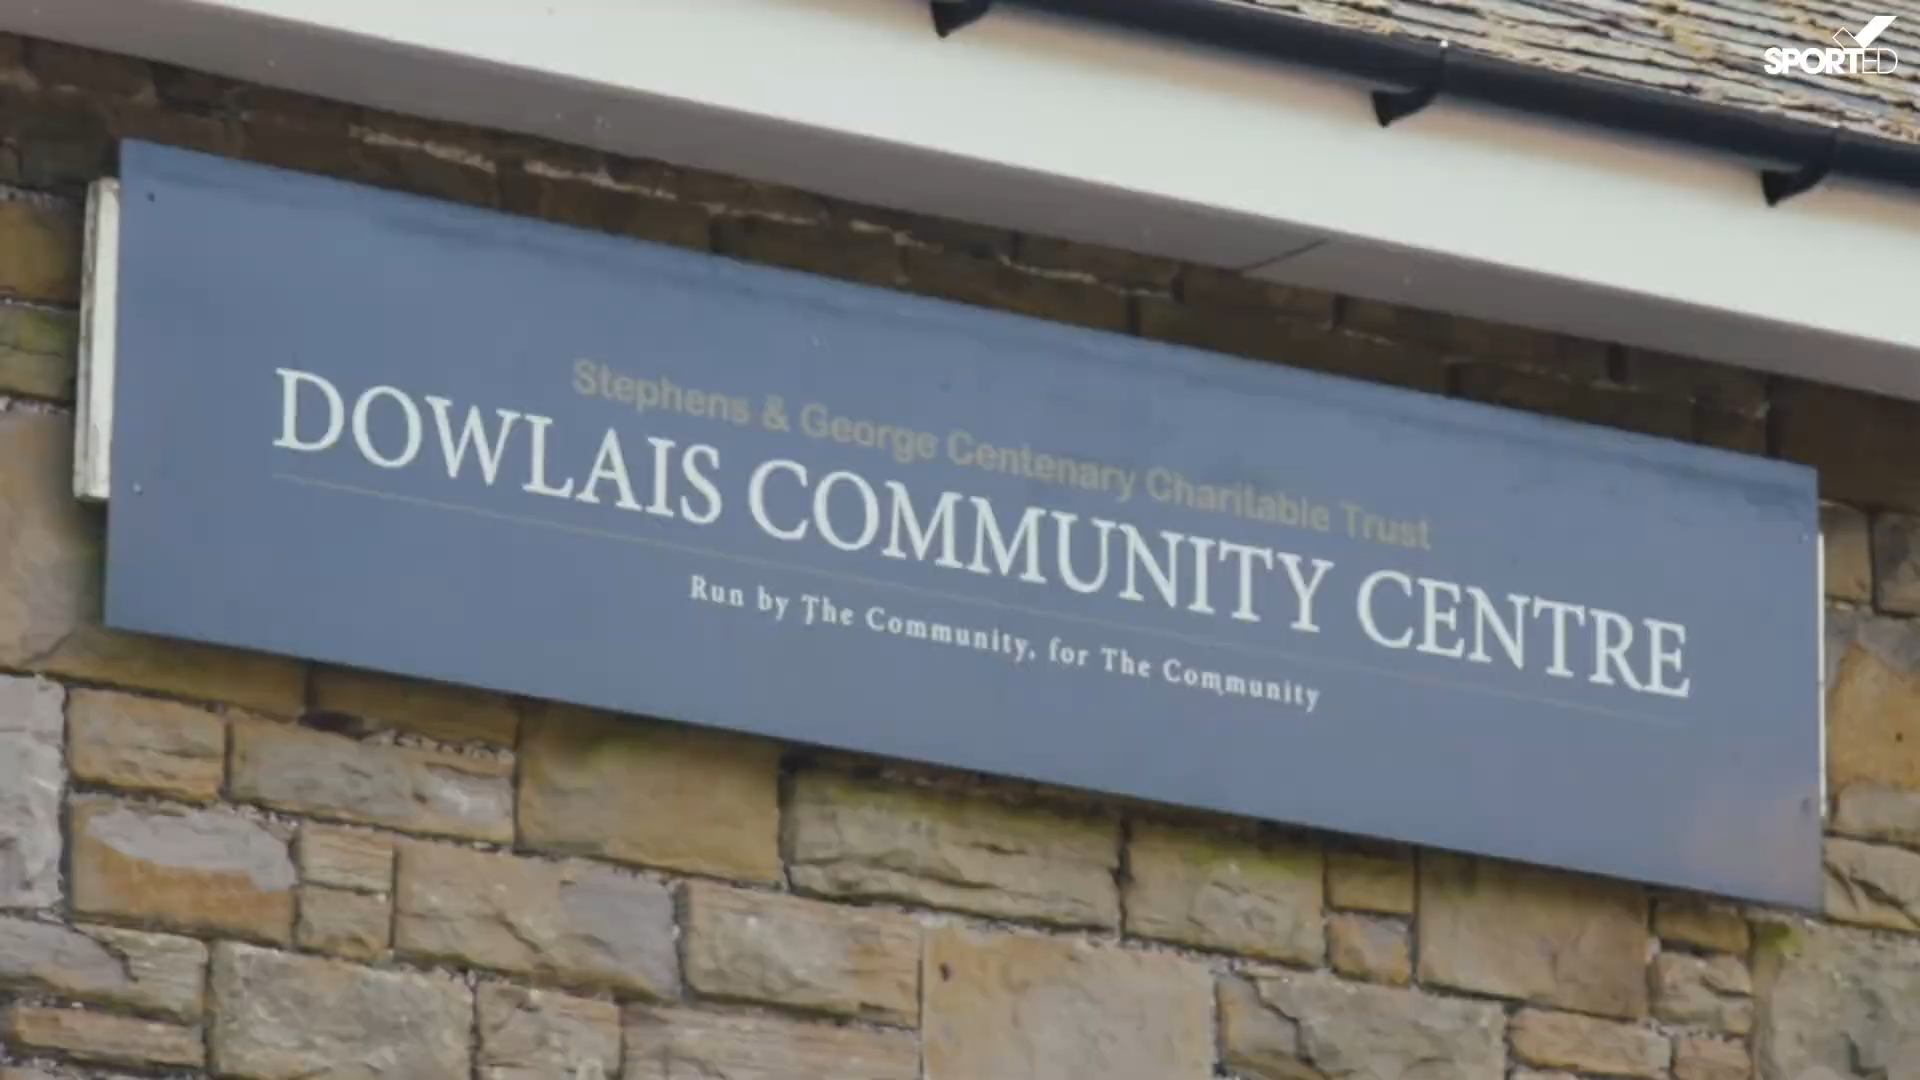 SPORTED
Stephens & George Centenary Charitable Trust
DOWLAIS COMMUNITY CENTRE
Run by The Community, for The Community